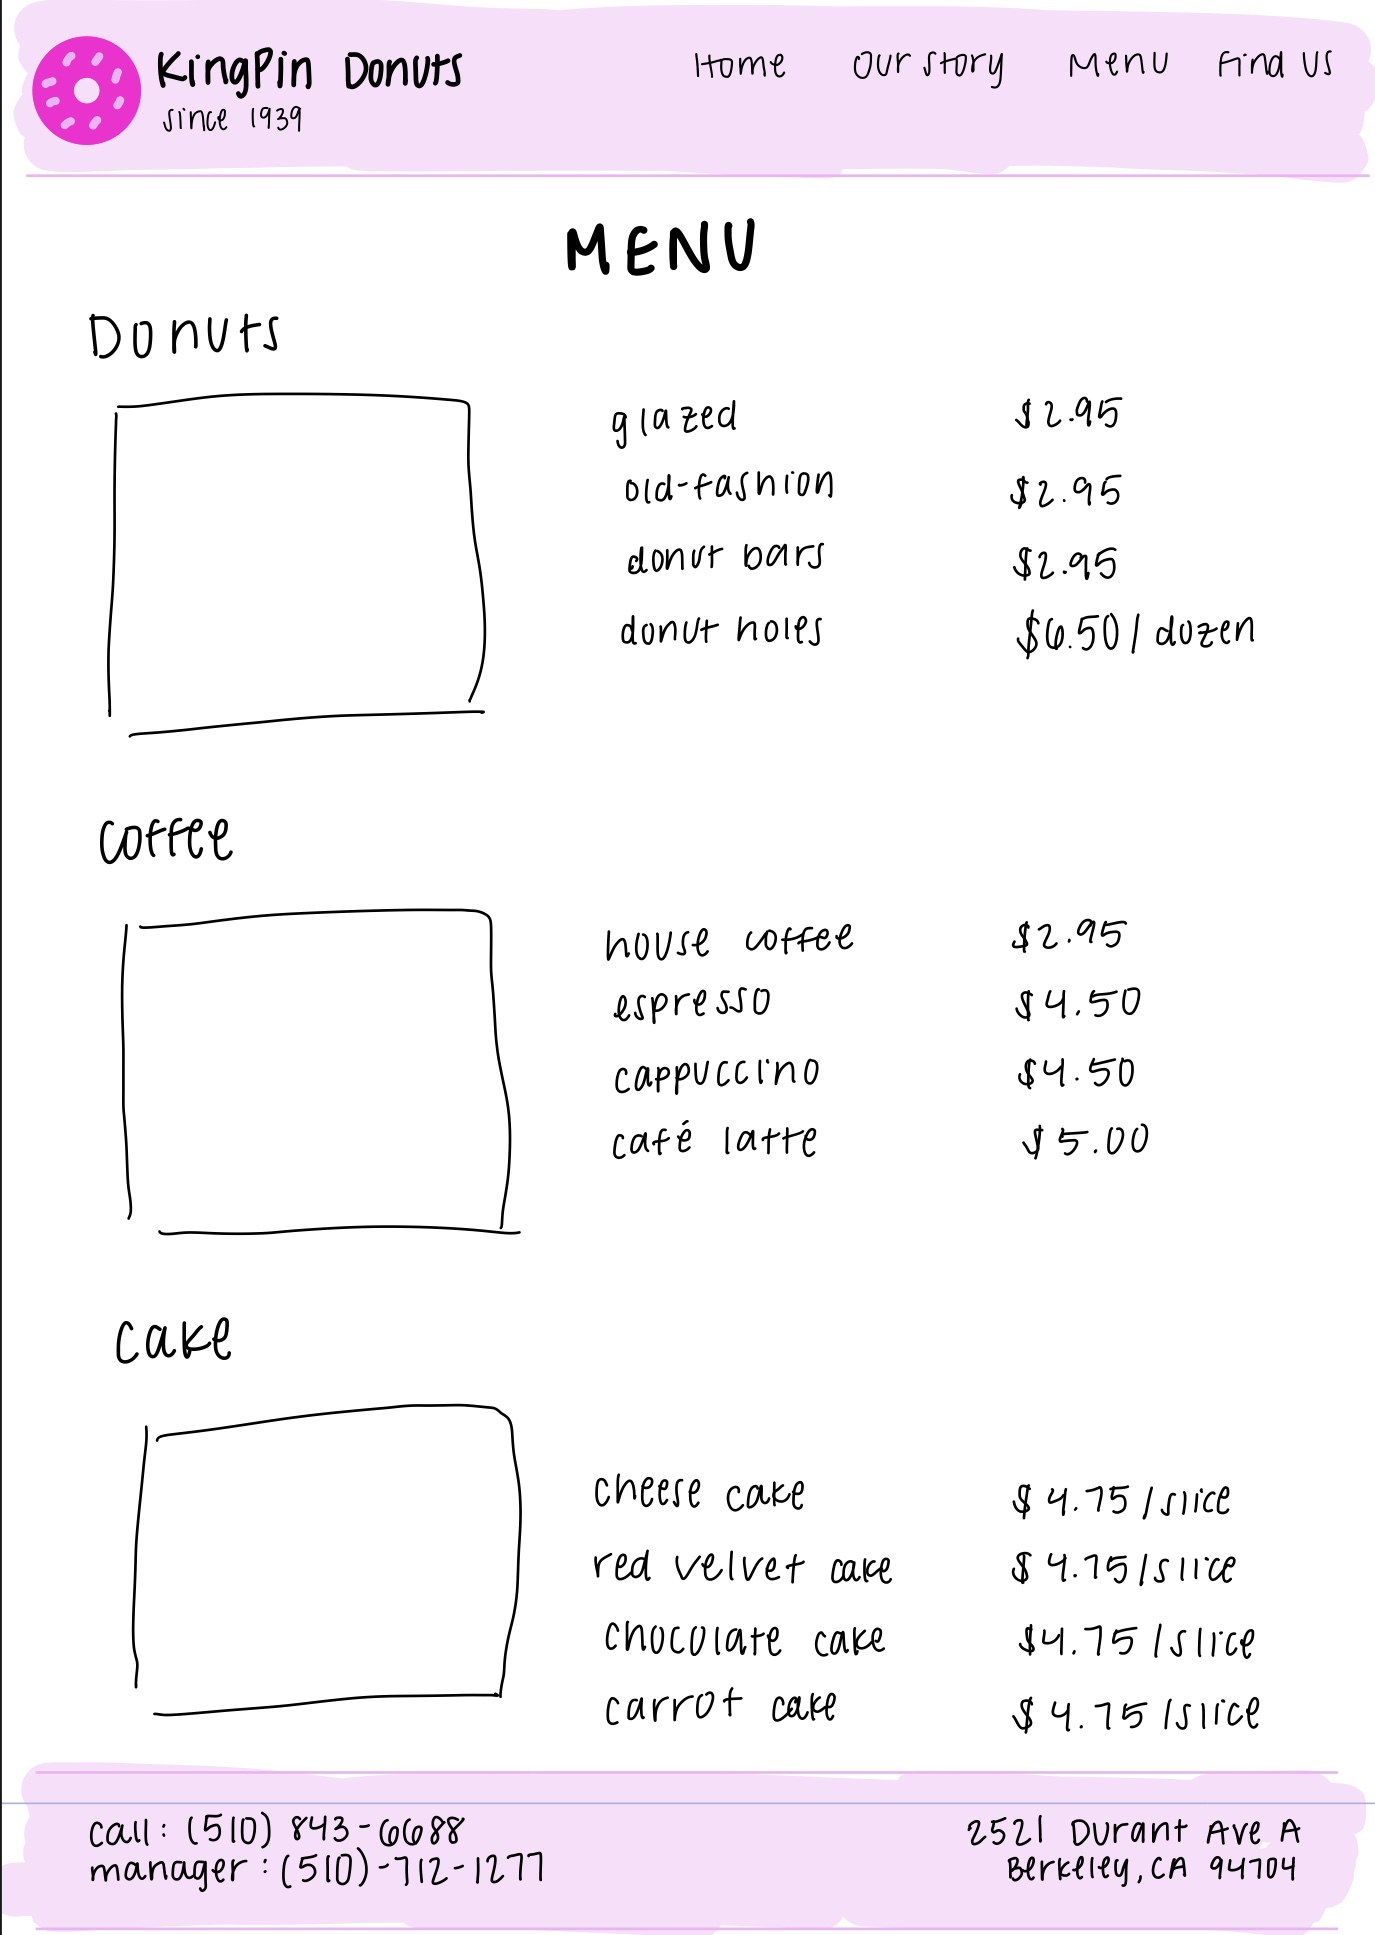 KingPin Donuts
since 1939
Home Our story Menu Find us
MENU
Donuts
glazed $2.95
old-fashion $2.95
donut bars $2.95
donut holes $6.50/dozen
Coffee
house coffee $2.95
espresso $4.50
cappuccino $4.50
café latte $5.00
Cake
cheese cake $4.75/slice
red velvet cake $4.75/slice
chocolate cake $4.75/slice
carrot cake $4.75/slice
call: (510) 843-6688
manager: (510)-712-1277
2521 Durant Ave A
Berkeley, CA 94704